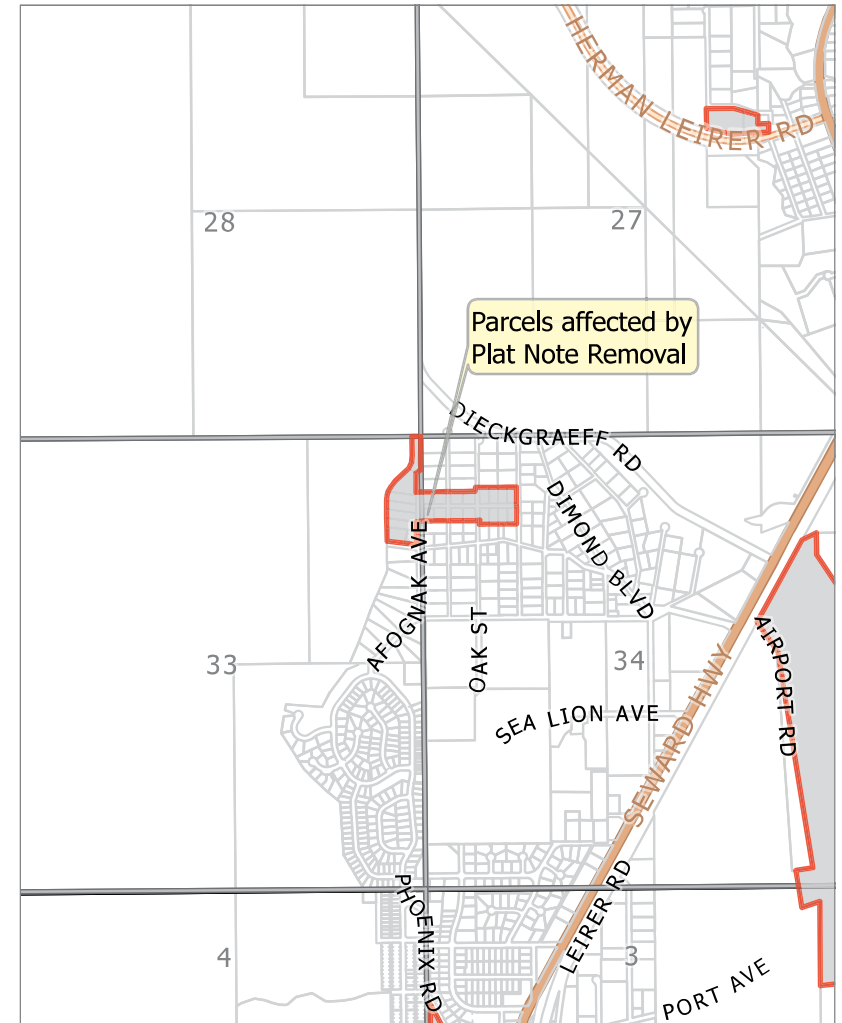 HERMAN LEIRER RD
28
27
Parcels affected by
Plat Note Removal
DIECKGRAEFF RD
DIMOND BLVD
AFOGNAK AVE
OAK ST
33
34
AIRPORT RD
SEA LION AVE
SEWARD HWY
PHOENIX RD
LEIRER RD
4
3
PORT AVE